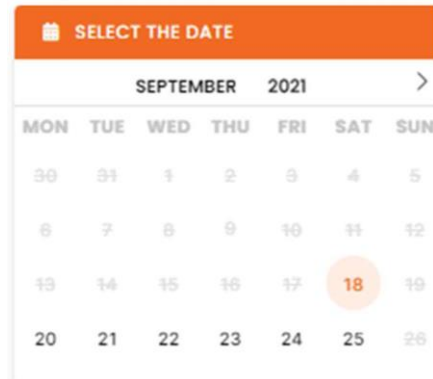 SELECT THE DATE
SEPTEMBER 2021 >
MON TUE WED THU FRI SAT SUN
30 31 1 2 3 4 5
6 7 8 9 10 11 12
13 14 15 16 17 18 19
20 21 22 23 24 25 26